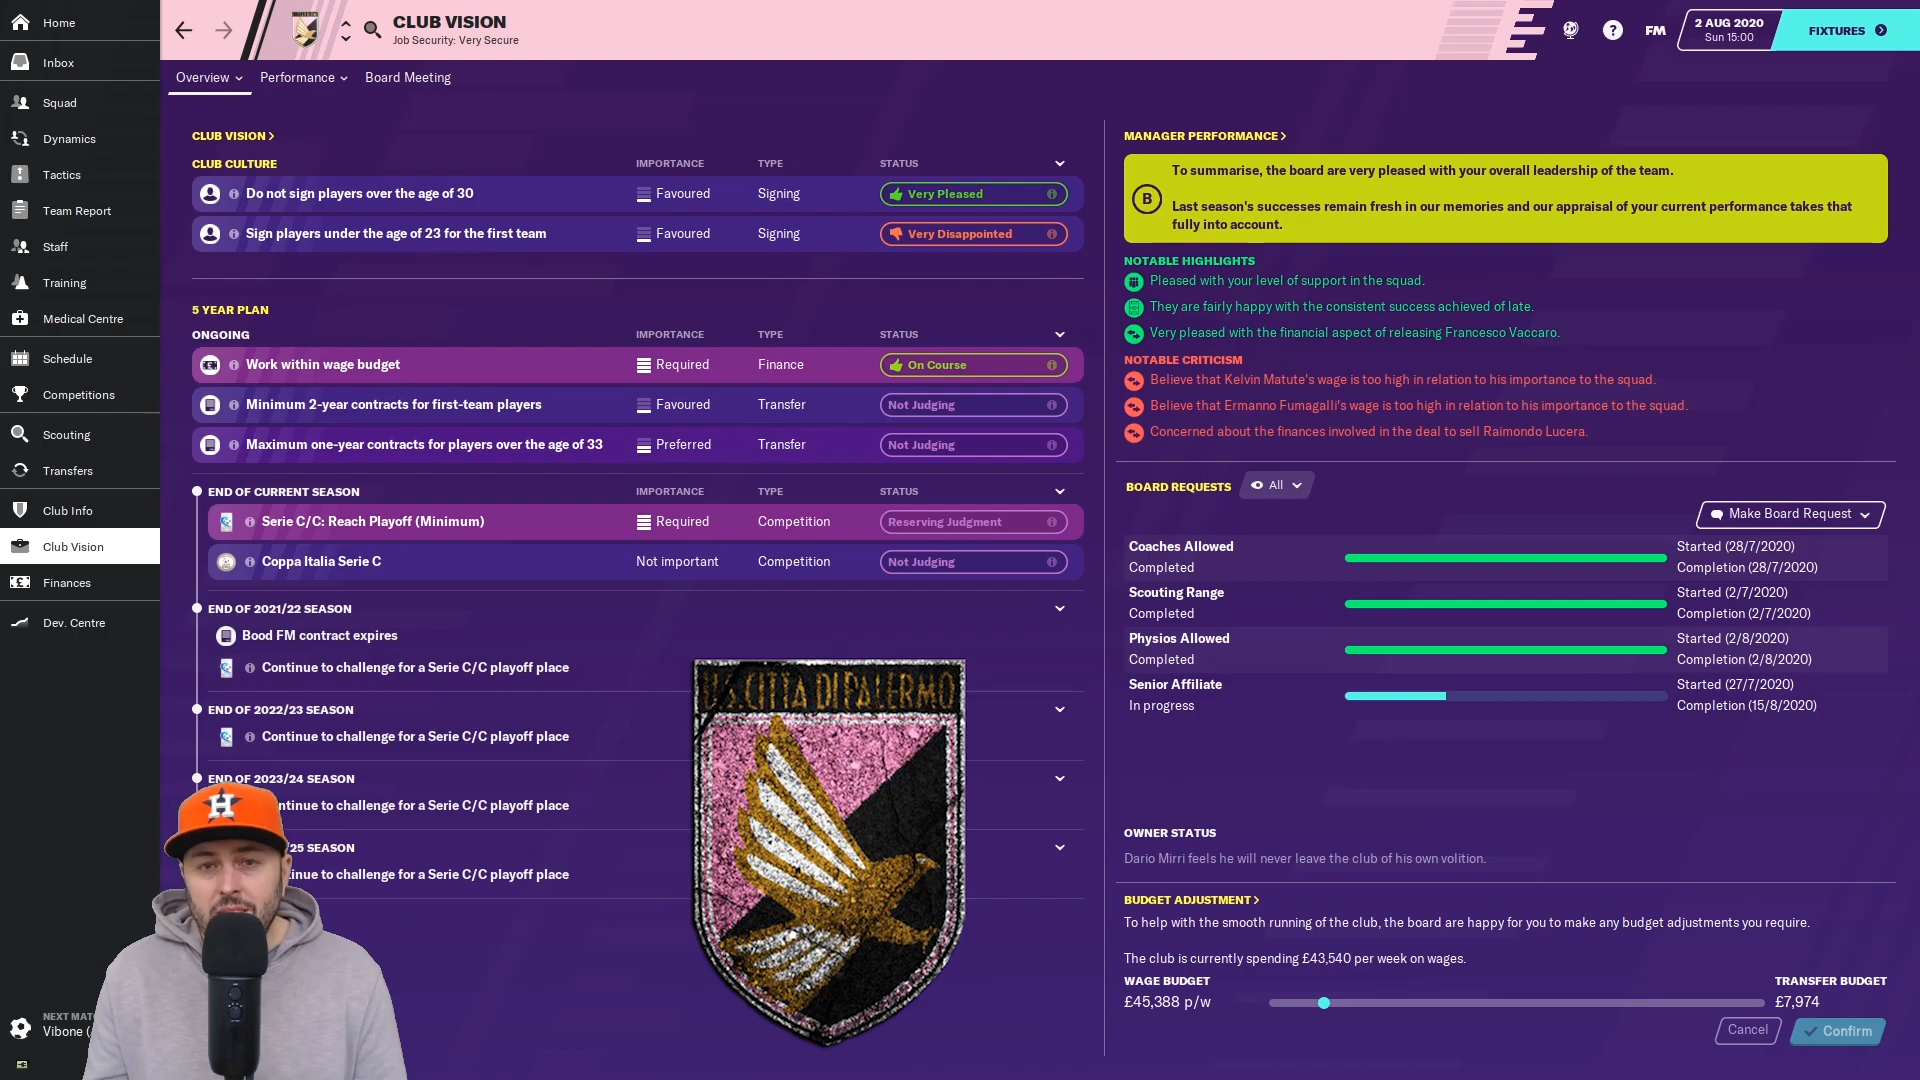 Home
Inbox
Squad
Dynamics
Tactics
Team Report
Staff
Training
Medical Centre
Schedule
Competitions
Scouting
Transfers
Club Info
Club Vision
Finances
Dev. Centre
NEXT MAT
Vibone (
CLUB VISION
Job Security: Very Secure
FM
2 AUG 2020
Sun 15:00
FIXTURES
Overview
Performance
Board Meeting
CLUB VISION
CLUB CULTURE IMPORTANCE TYPE STATUS
Do not sign players over the age of 30 Favoured Signing Very Pleased
Sign players under the age of 23 for the first team Favoured Signing Very Disappointed
5 YEAR PLAN
ONGOING IMPORTANCE TYPE STATUS
Work within wage budget Required Finance On Course
Minimum 2-year contracts for first-team players Favoured Transfer Not Judging
Maximum one-year contracts for players over the age of 33 Preferred Transfer Not Judging
END OF CURRENT SEASON IMPORTANCE TYPE STATUS
Serie C/C: Reach Playoff (Minimum) Required Competition Reserving Judgment
Coppa Italia Serie C Not important Competition Not Judging
END OF 2021/22 SEASON
Bood FM contract expires
Continue to challenge for a Serie C/C playoff place
END OF 2022/23 SEASON
Continue to challenge for a Serie C/C playoff place
END OF 2023/24 SEASON
ntinue to challenge for a Serie C/C playoff place
/25 SEASON
tinue to challenge for a Serie C/C playoff place
U.S.CITTA DI PALERMO
H
MANAGER PERFORMANCE
B
To summarise, the board are very pleased with your overall leadership of the team.
Last season's successes remain fresh in our memories and our appraisal of your current performance takes that
fully into account.
NOTABLE HIGHLIGHTS
Pleased with your level of support in the squad.
They are fairly happy with the consistent success achieved of late.
Very pleased with the financial aspect of releasing Francesco Vaccaro.
NOTABLE CRITICISM
Believe that Kelvin Matute's wage is too high in relation to his importance to the squad.
Believe that Ermanno Fumagalli's wage is too high in relation to his importance to the squad.
Concerned about the finances involved in the deal to sell Raimondo Lucera.
BOARD REQUESTS All
Make Board Request
Coaches Allowed Started (28/7/2020)
Completed Completion (28/7/2020)
Scouting Range Started (2/7/2020)
Completed Completion (2/7/2020)
Physios Allowed Started (2/8/2020)
Completed Completion (2/8/2020)
Senior Affiliate Started (27/7/2020)
In progress Completion (15/8/2020)
OWNER STATUS
Dario Mirri feels he will never leave the club of his own volition.
BUDGET ADJUSTMENT
To help with the smooth running of the club, the board are happy for you to make any budget adjustments you require.
The club is currently spending £43,540 per week on wages.
WAGE BUDGET TRANSFER BUDGET
£45,388 p/w £7,974
Cancel Confirm